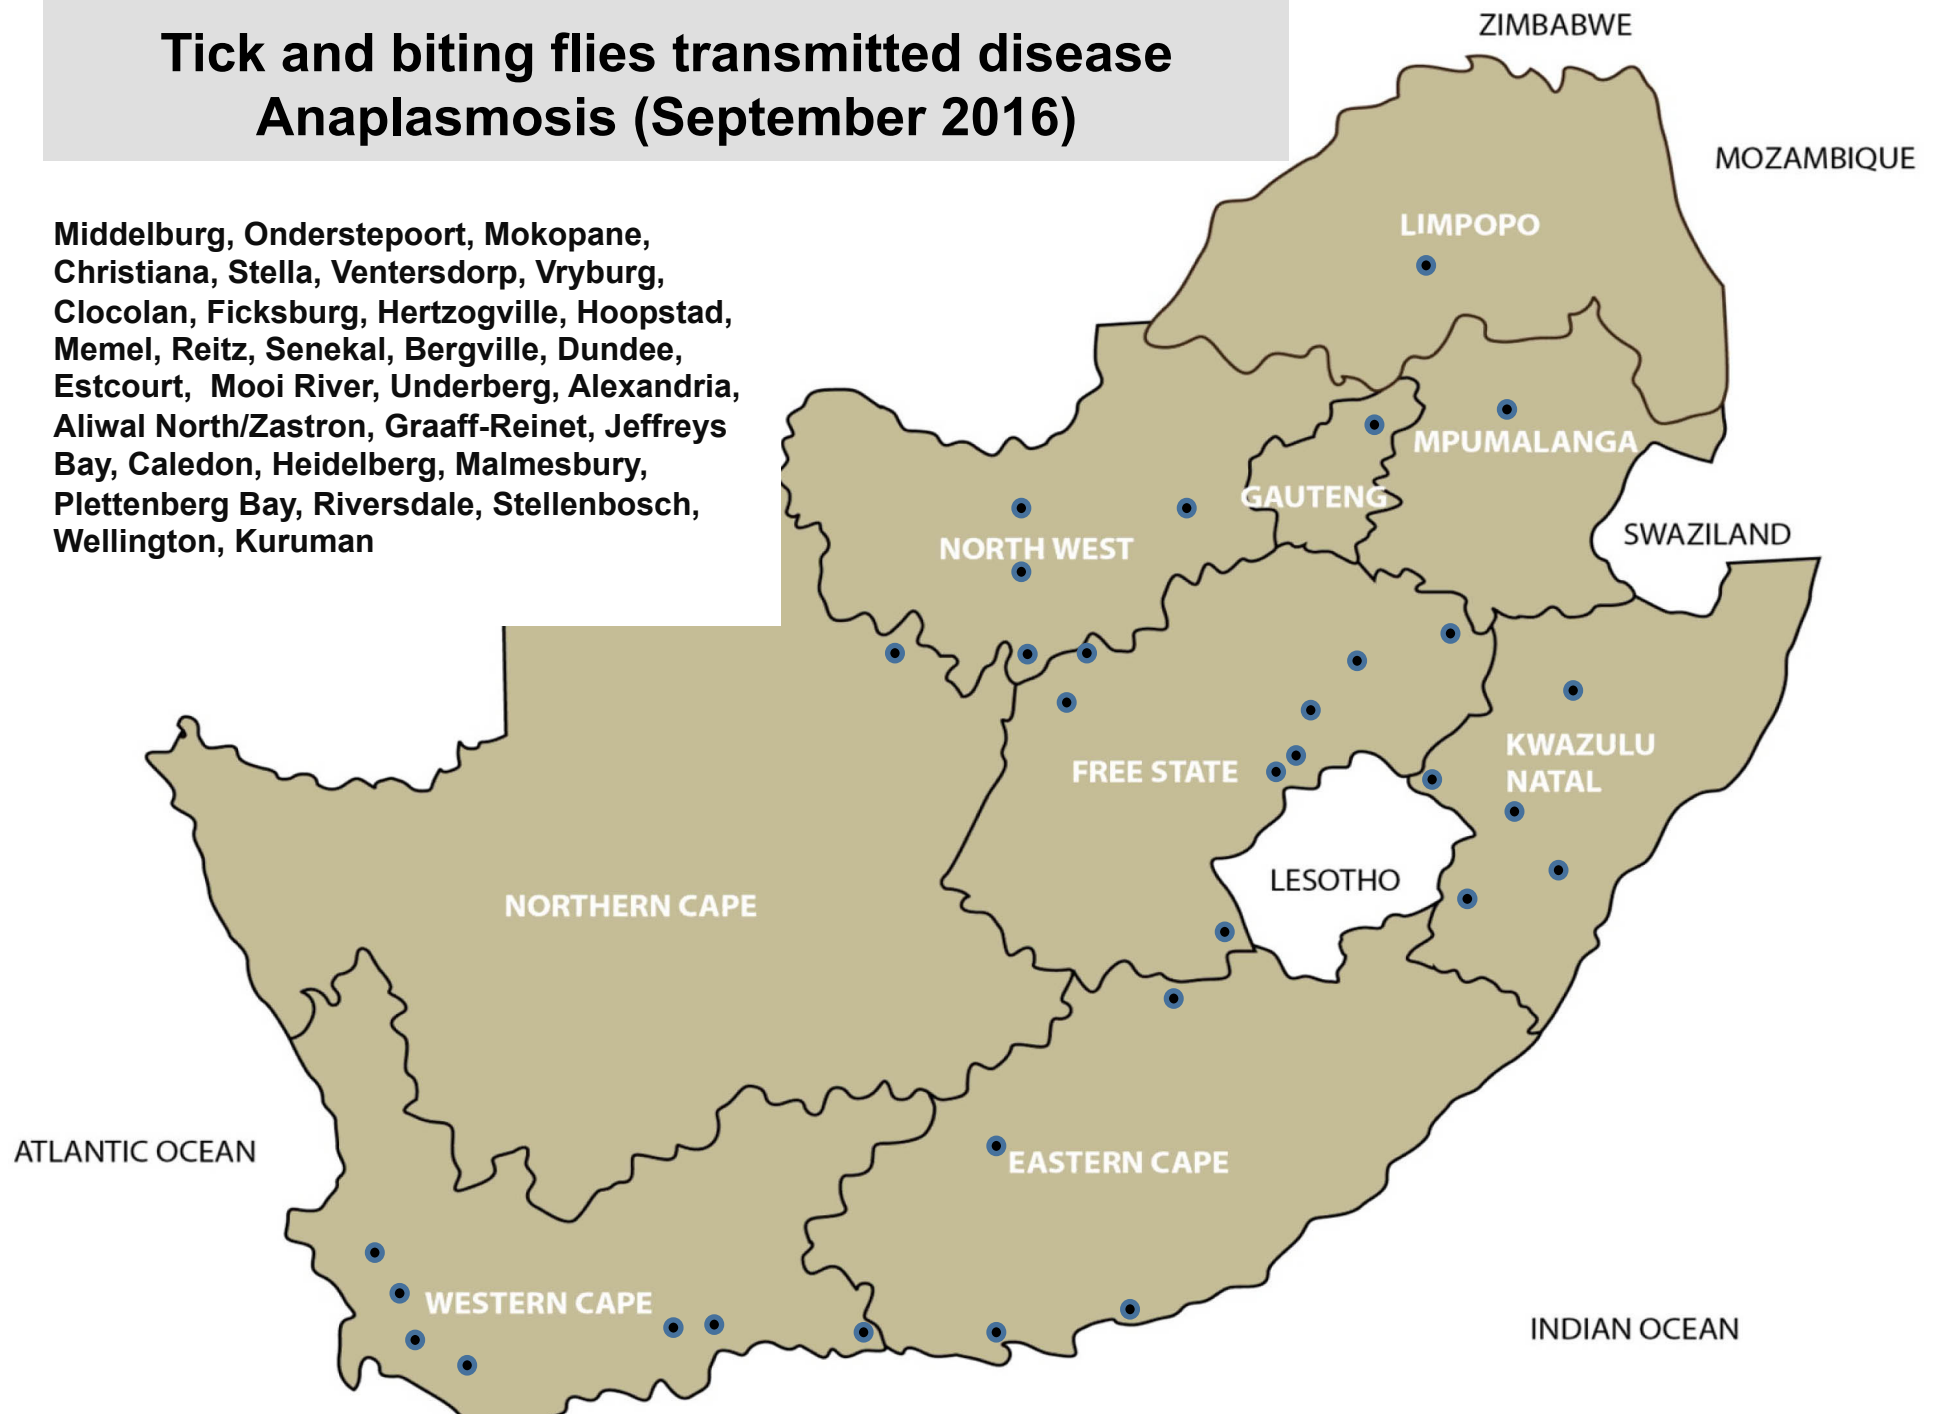 Tick and biting flies transmitted disease
Anaplasmosis (September 2016)
Middelburg, Onderstepoort, Mokopane,
Christiana, Stella, Ventersdorp, Vryburg,
Clocolan, Ficksburg, Hertzogville, Hoopstad,
Memel, Reitz, Senekal, Bergville, Dundee,
Estcourt, Mooi River, Underberg, Alexandria,
Aliwal North/Zastron, Graaff-Reinet, Jeffreys
Bay, Caledon, Heidelberg, Malmesbury,
Plettenberg Bay, Riversdale, Stellenbosch,
Wellington, Kuruman
ZIMBABWE
MOZAMBIQUE
LIMPOPO
MPUMALANGA
GAUTENG
SWAZILAND
NORTH WEST
KWAZULU
NATAL
FREE STATE
LESOTHO
NORTHERN CAPE
ATLANTIC OCEAN
EASTERN CAPE
WESTERN CAPE
INDIAN OCEAN